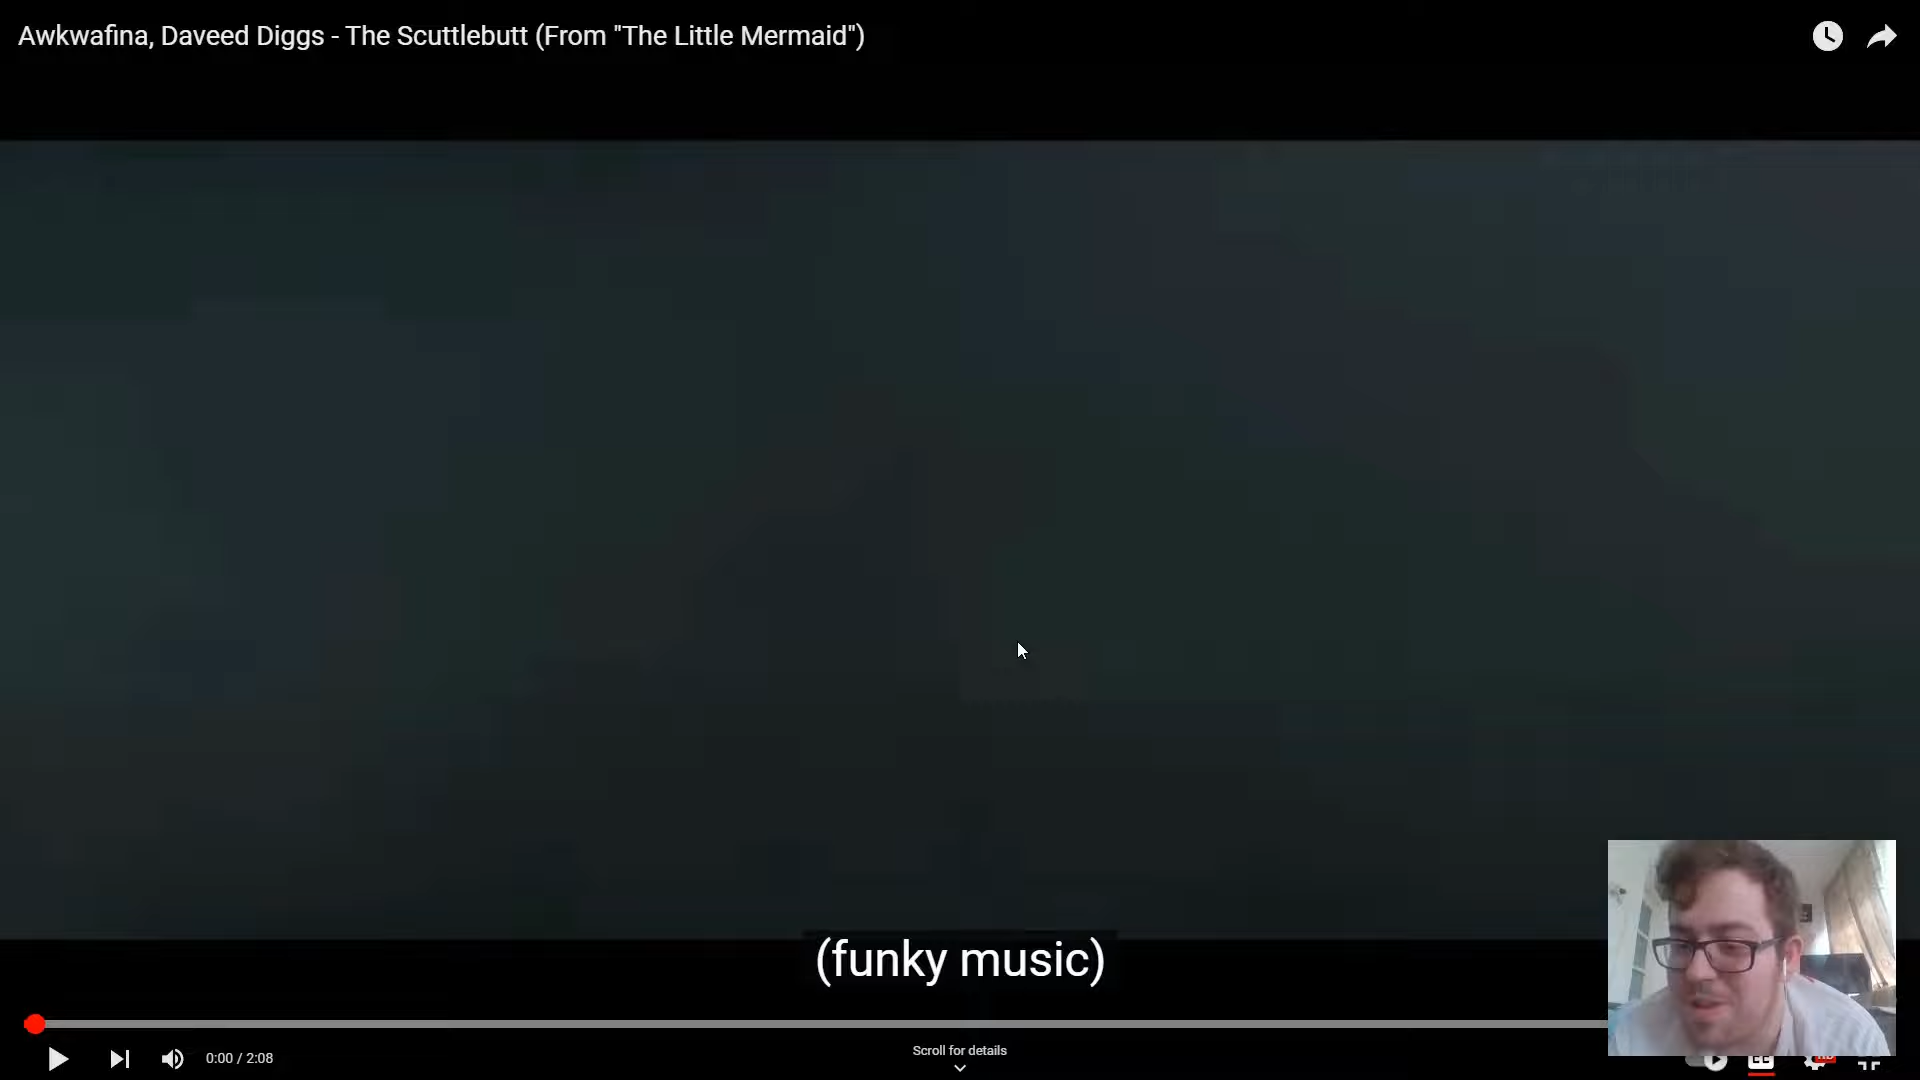 Awkwafina, Daveed Diggs - The Scuttlebutt (From "The Little Mermaid")
(funky music)
0:00 / 2:08
Scroll for details